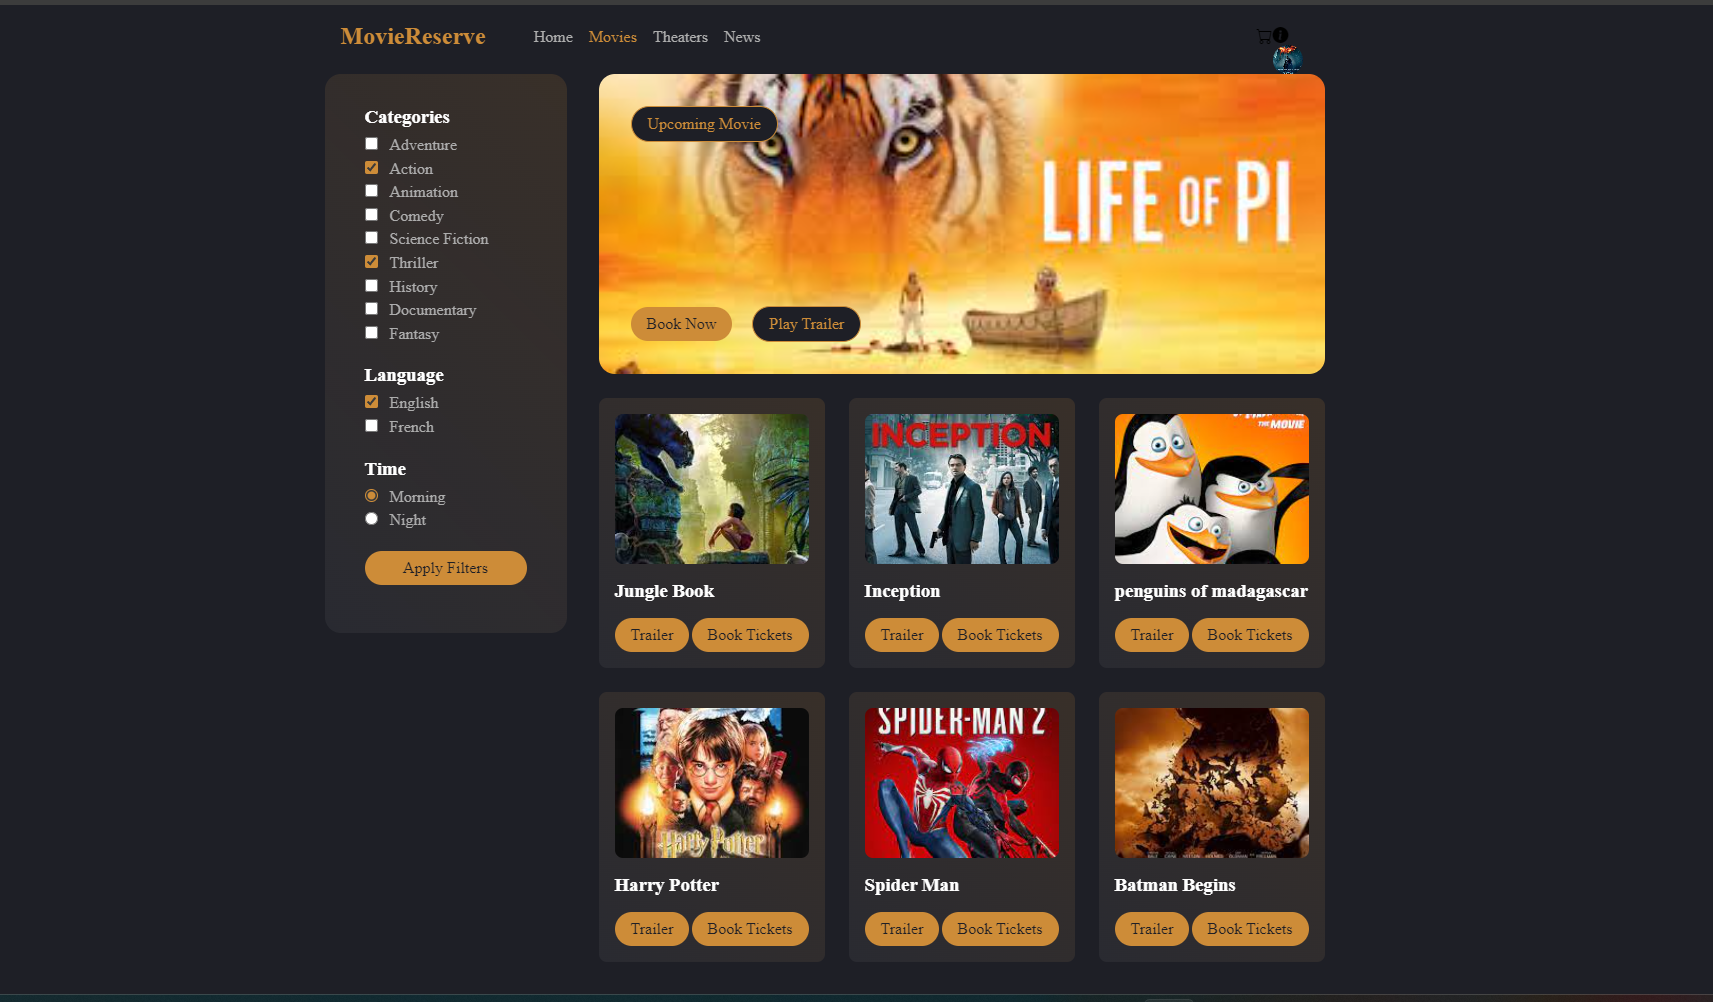 MovieReserve Home Movies Theaters News
Categories
Adventure
Action
Animation
Comedy
Science Fiction
Thriller
History
Documentary
Fantasy
Language
English
French
Time
Morning
Night
Apply Filters
Upcoming Movie
LIFE OF PI
Book Now Play Trailer
INCEPTION
THE MOVIE
Jungle Book Inception penguins of madagascar
Trailer Book Tickets Trailer Book Tickets Trailer Book Tickets
Harry Potter
SPIDER-MAN 2
Harry Potter Spider Man Batman Begins
Trailer Book Tickets Trailer Book Tickets Trailer Book Tickets